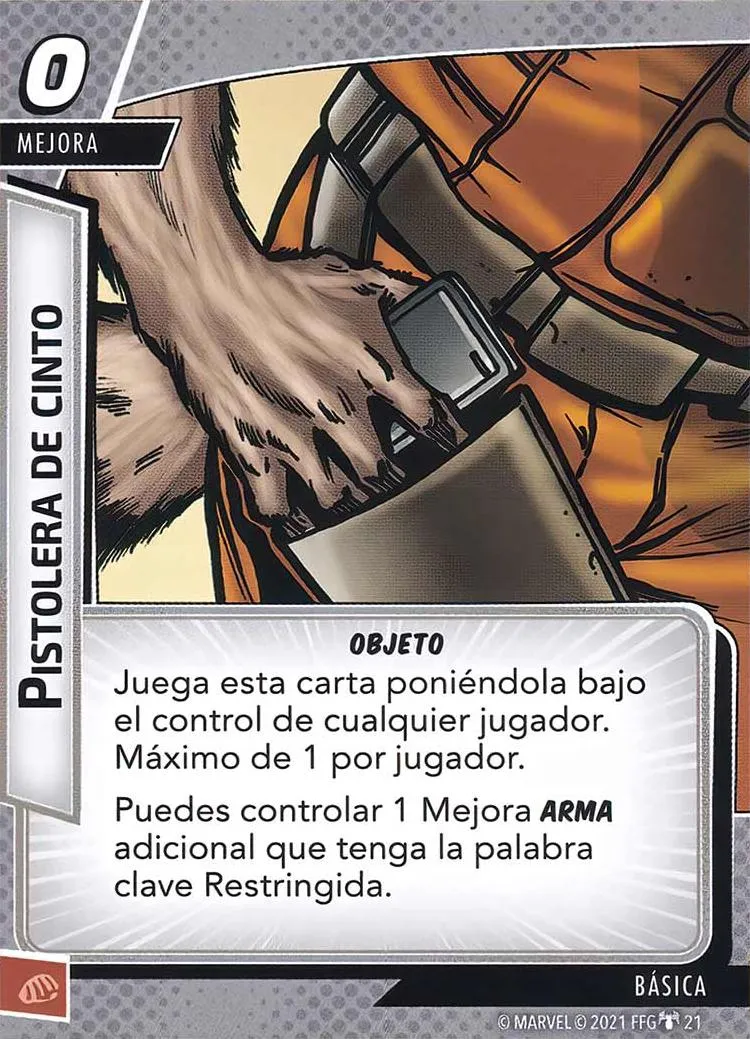 0
MEJORA
PISTOLERA DE CINTO
OBJETO
Juega esta carta poniéndola bajo
el control de cualquier jugador.
Máximo de 1 por jugador.
Puedes controlar 1 Mejora ARMA
adicional que tenga la palabra
clave Restringida.
BÁSICA
© MARVEL © 2021 FFG 21